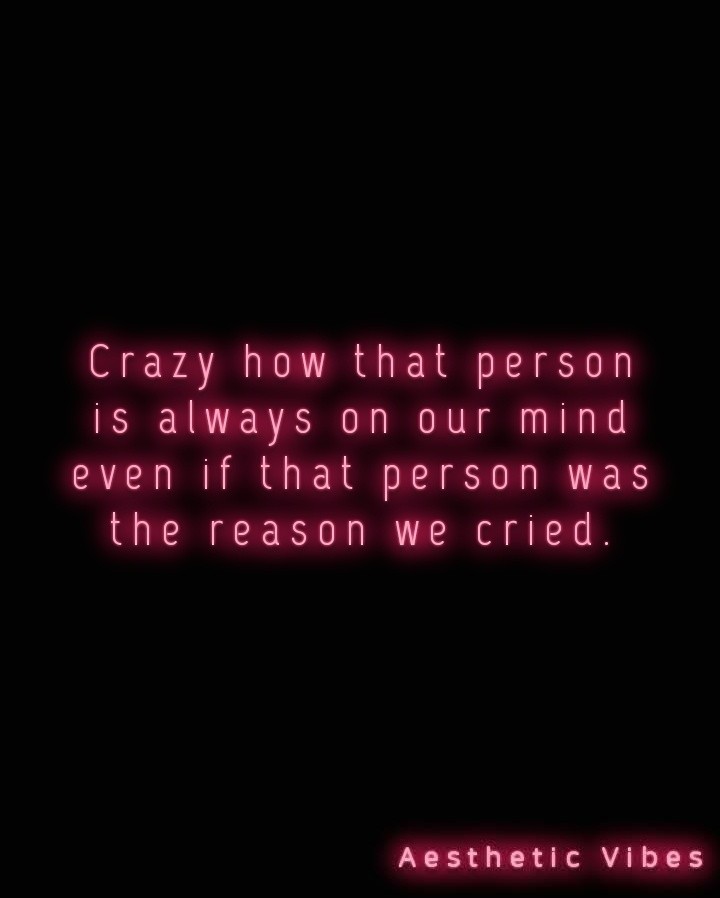 Crazy how that person
is always on our mind
even if that person was
the reason we cried.
Aesthetic Vibes